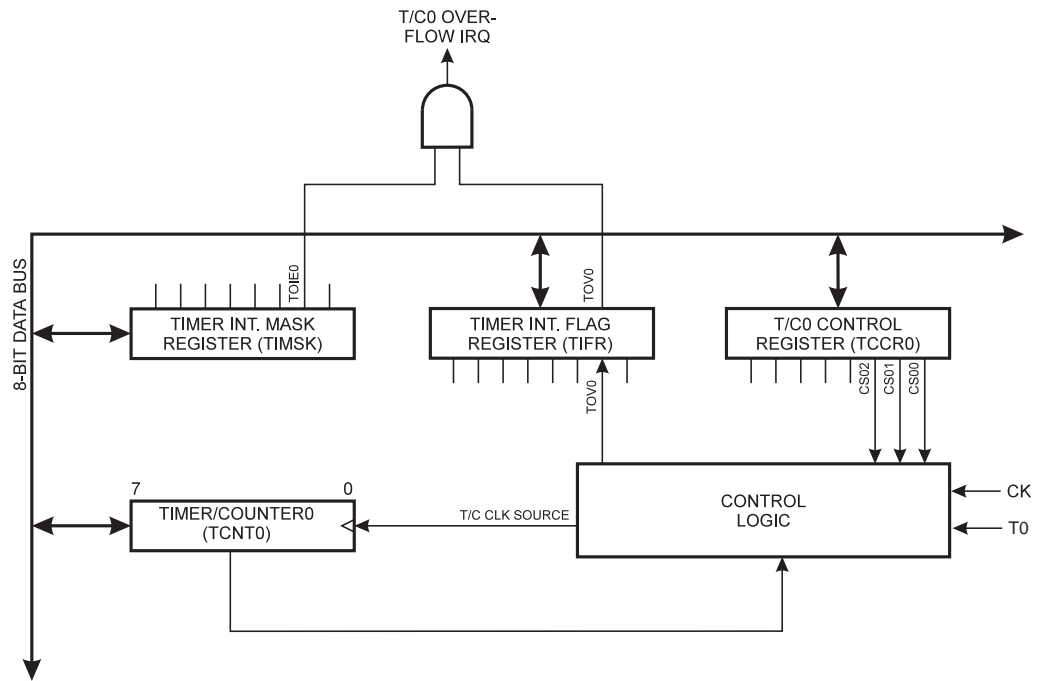 T/C0 OVER-
FLOW IRQ
8-BIT DATA BUS
TOIE0
TOV0
TIMER INT. MASK
REGISTER (TIMSK)
TIMER INT. FLAG
REGISTER (TIFR)
T/C0 CONTROL
REGISTER (TCCR0)
TOV0
CS02
CS01
CS00
7
0
TIMER/COUNTER0
(TCNT0)
T/C CLK SOURCE
CONTROL
LOGIC
CK
T0